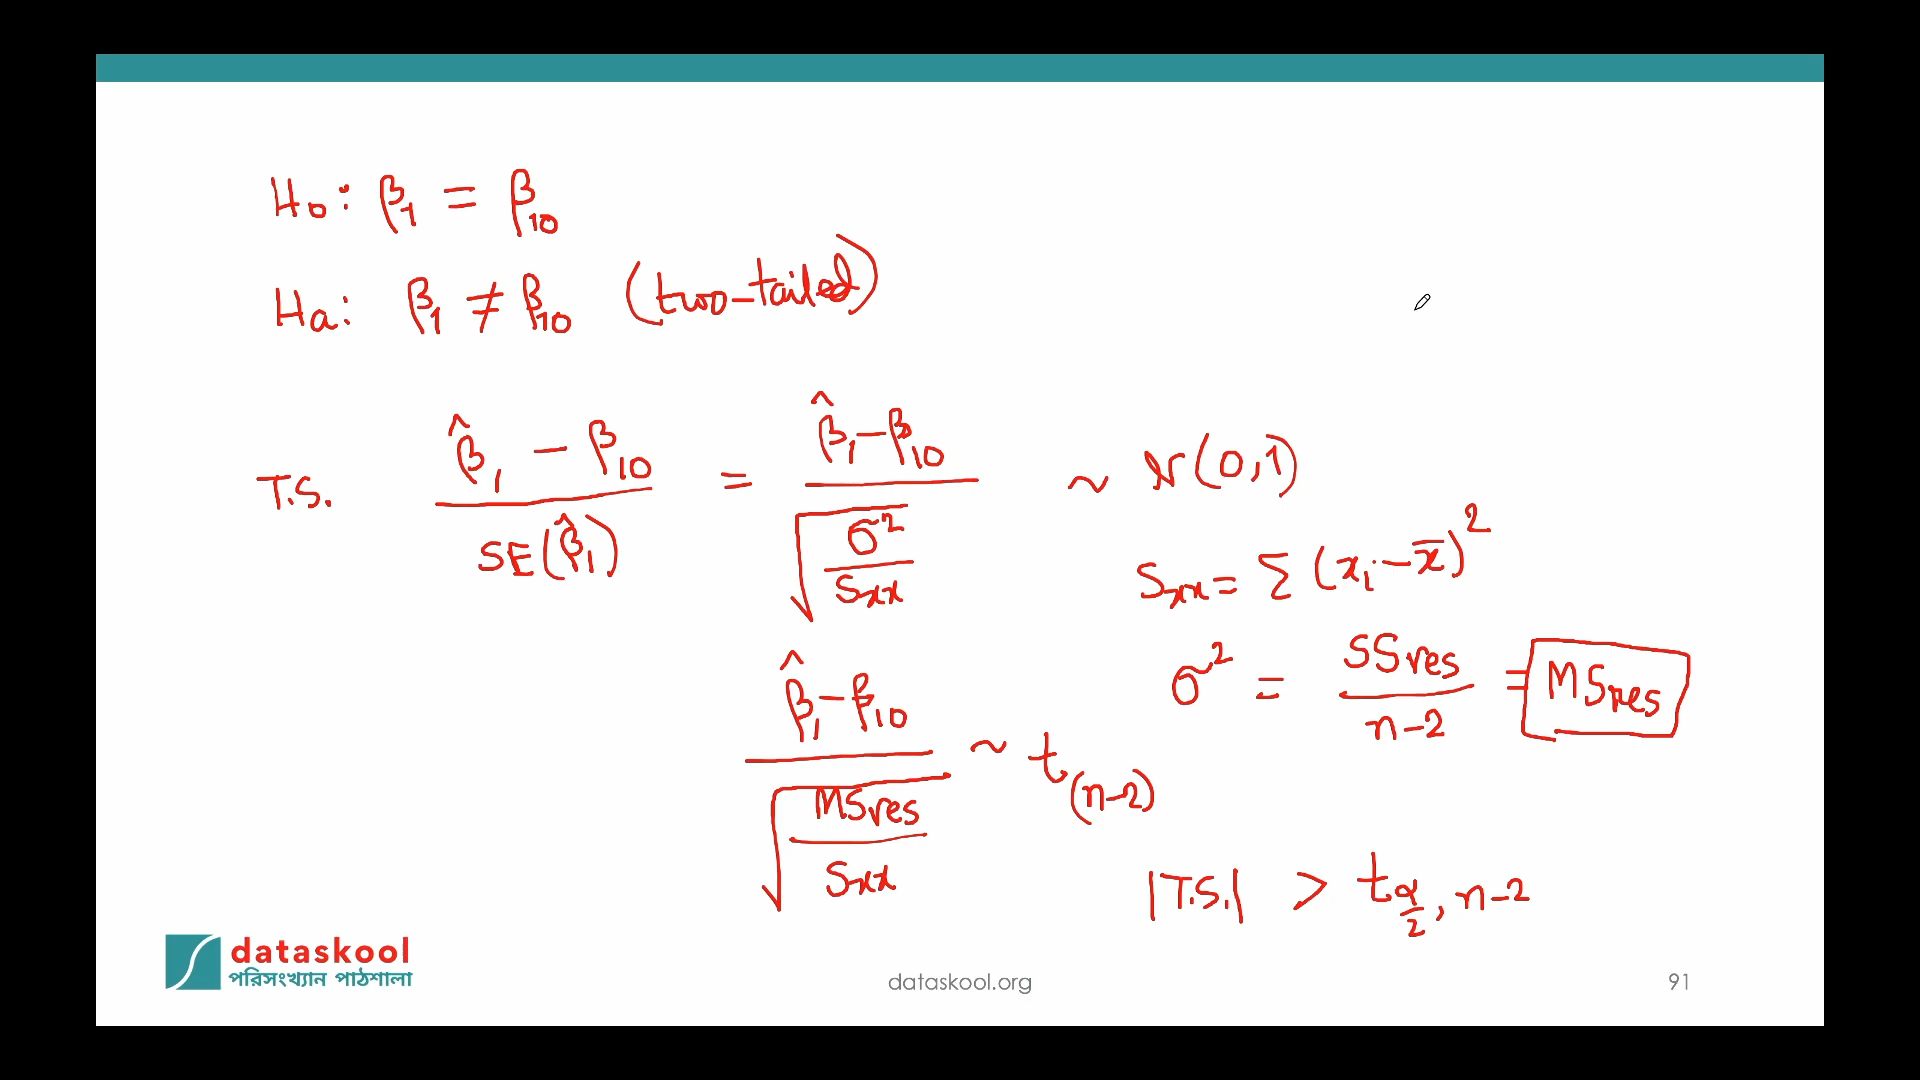 H₀: β₁ = β₁₀
Ha: β₁ ≠ β₁₀ (two-tailed)
T.S. (β̂₁ − β₁₀) / SE(β̂₁) = (β̂₁ − β₁₀) / √(σ² / Sxx) ~ N(0,1)
Sxx = Σ (xᵢ − x̄)²
σ² = SSres / (n−2) = MSres
(β̂₁ − β₁₀) / √(MSres / Sxx) ~ t(n−2)
|T.S.| > t α/2, n−2
dataskool
পরিসংখ্যান পাঠশালা
dataskool.org
91